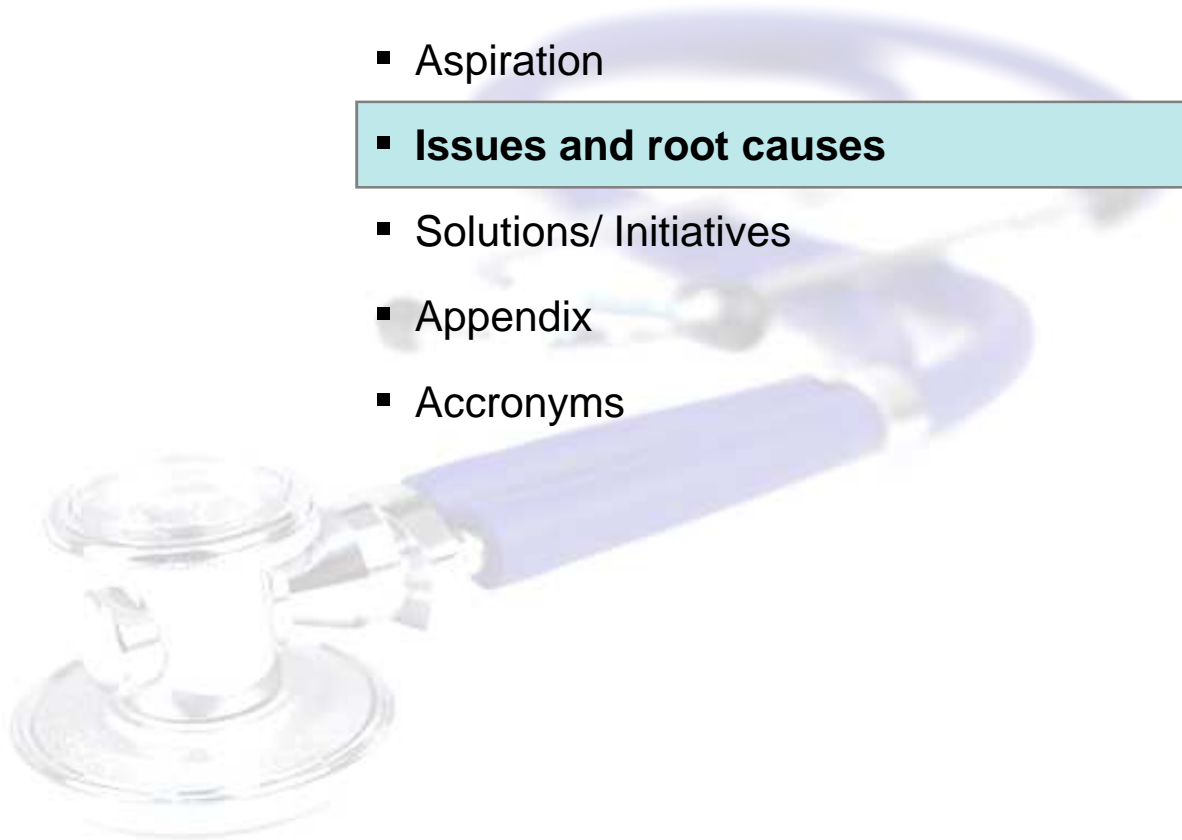 ▪ Aspiration
▪ Issues and root causes
▪ Solutions/ Initiatives
▪ Appendix
▪ Accronyms